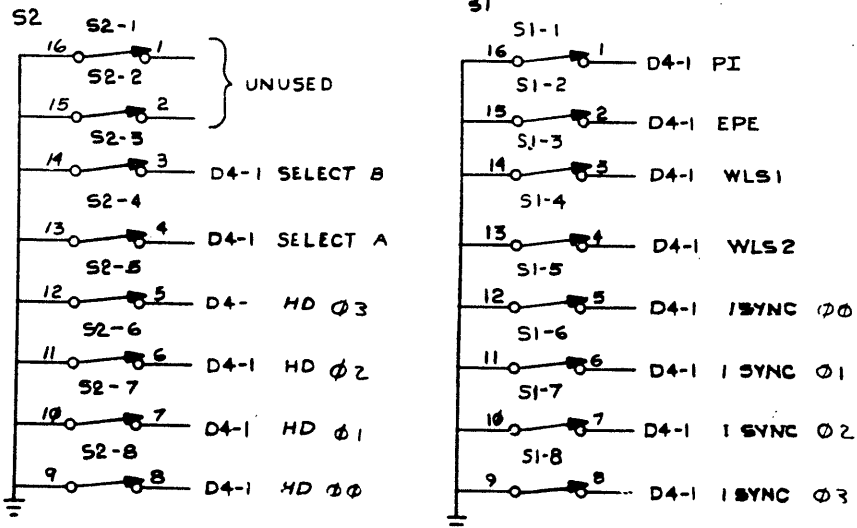 S2
S2-1
16 1
S2-2
UNUSED
15 2
S2-3
14 3 D4-1 SELECT B
S2-4
13 4 D4-1 SELECT A
S2-5
12 5 D4- HD Ø3
S2-6
11 6 D4-1 HD Ø2
S2-7
1Ø 7 D4-1 HD Ø1
S2-8
9 8 D4-1 HD ØØ
S1
S1-1
16 1 D4-1 PI
S1-2
15 2 D4-1 EPE
S1-3
14 3 D4-1 WLS1
S1-4
13 4 D4-1 WLS2
S1-5
12 5 D4-1 ISYNC ØØ
S1-6
11 6 D4-1 I SYNC Ø1
S1-7
1Ø 7 D4-1 I SYNC Ø2
S1-8
9 8 D4-1 I SYNC Ø3